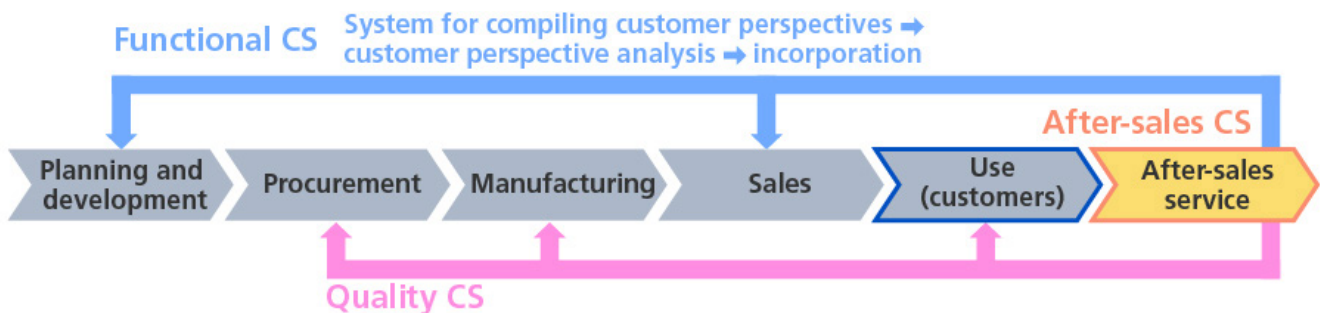 Functional CS
System for compiling customer perspectives ➡
customer perspective analysis ➡ incorporation
After-sales CS
Planning and
development
Procurement
Manufacturing
Sales
Use
(customers)
After-sales
service
Quality CS